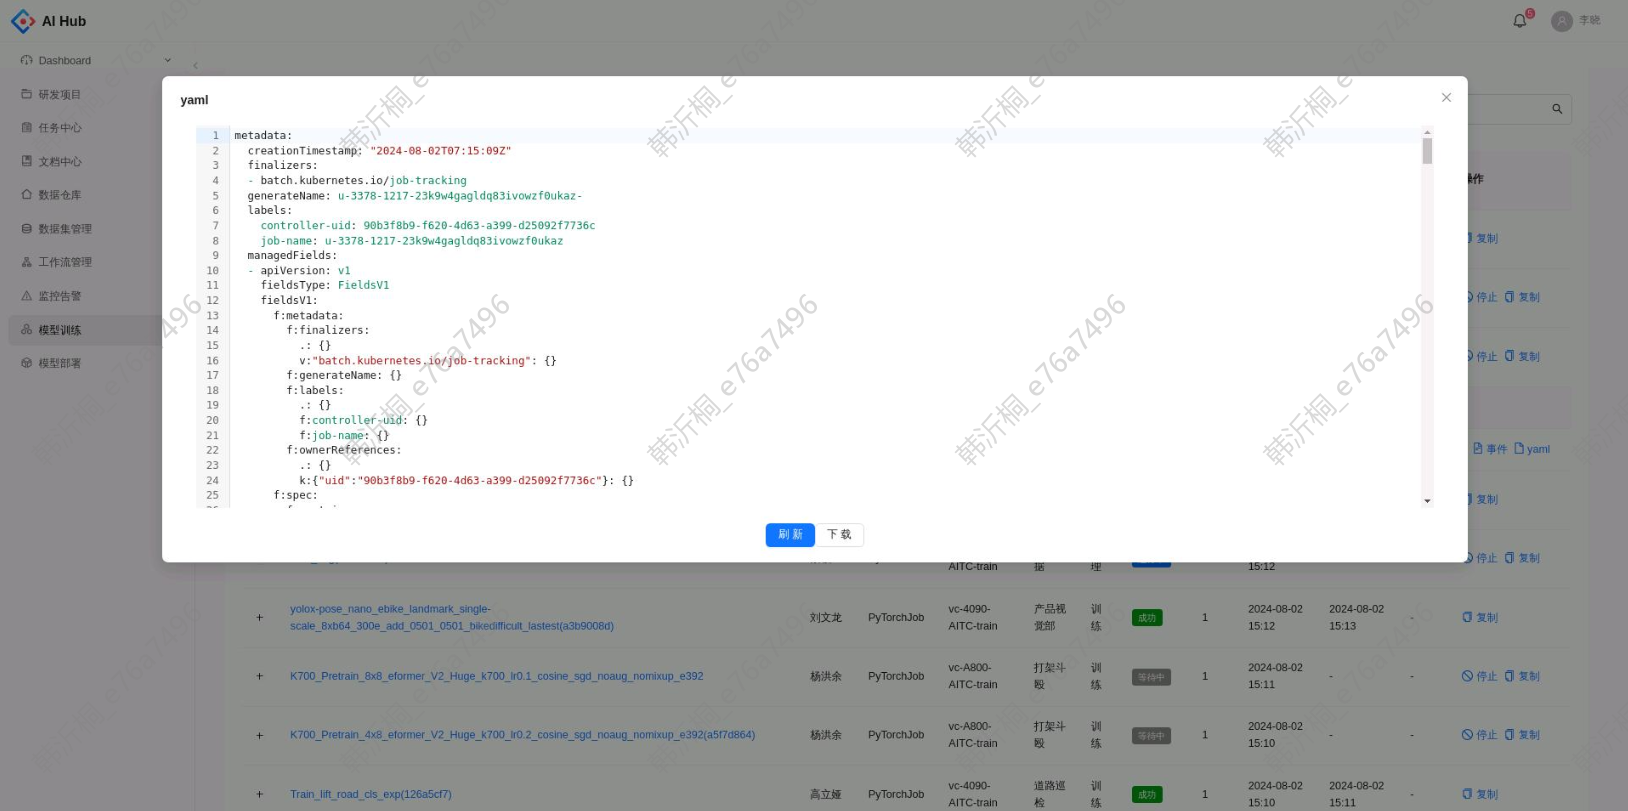 AI Hub
5
李晓
Dashboard
研发项目
任务中心
文档中心
数据仓库
数据集管理
工作流管理
监控告警
模型训练
模型部署
yaml
1 metadata:
2 creationTimestamp: "2024-08-02T07:15:09Z"
3 finalizers:
4 - batch.kubernetes.io/job-tracking
5 generateName: u-3378-1217-23k9w4gagldq83ivowzf0ukaz-
6 labels:
7 controller-uid: 90b3f8b9-f620-4d63-a399-d25092f7736c
8 job-name: u-3378-1217-23k9w4gagldq83ivowzf0ukaz
9 managedFields:
10 - apiVersion: v1
11 fieldsType: FieldsV1
12 fieldsV1:
13 f:metadata:
14 f:finalizers:
15 .: {}
16 v:"batch.kubernetes.io/job-tracking": {}
17 f:generateName: {}
18 f:labels:
19 .: {}
20 f:controller-uid: {}
21 f:job-name: {}
22 f:ownerReferences:
23 .: {}
24 k:{"uid":"90b3f8b9-f620-4d63-a399-d25092f7736c"}: {}
25 f:spec:
刷 新 下 载
操作
复制
停止 复制
停止 复制
事件 yaml
复制
停止 复制
AITC-train 据 理 15:12
yolox-pose_nano_ebike_landmark_single- 刘文龙 PyTorchJob vc-4090- 产品视 训 成功 1 2024-08-02 2024-08-02 - 复制
scale_8xb64_300e_add_0501_0501_bikedifficult_lastest(a3b9008d) AITC-train 觉部 练 15:12 15:13
K700_Pretrain_8x8_eformer_V2_Huge_k700_lr0.1_cosine_sgd_noaug_nomixup_e392 杨洪余 PyTorchJob vc-A800- 打架斗 训 等待中 1 2024-08-02 - - 停止 复制
AITC-train 殴 练 15:11
K700_Pretrain_4x8_eformer_V2_Huge_k700_lr0.2_cosine_sgd_noaug_nomixup_e392(a5f7d864) 杨洪余 PyTorchJob vc-A800- 打架斗 训 等待中 1 2024-08-02 - - 停止 复制
AITC-train 殴 练 15:10
Train_lift_road_cls_exp(126a5cf7) 高立娅 PyTorchJob vc-4090- 道路巡 训 成功 1 2024-08-02 2024-08-02 - 复制
AITC-train 检 练 15:10 15:11
韩沂桐_e76a7496